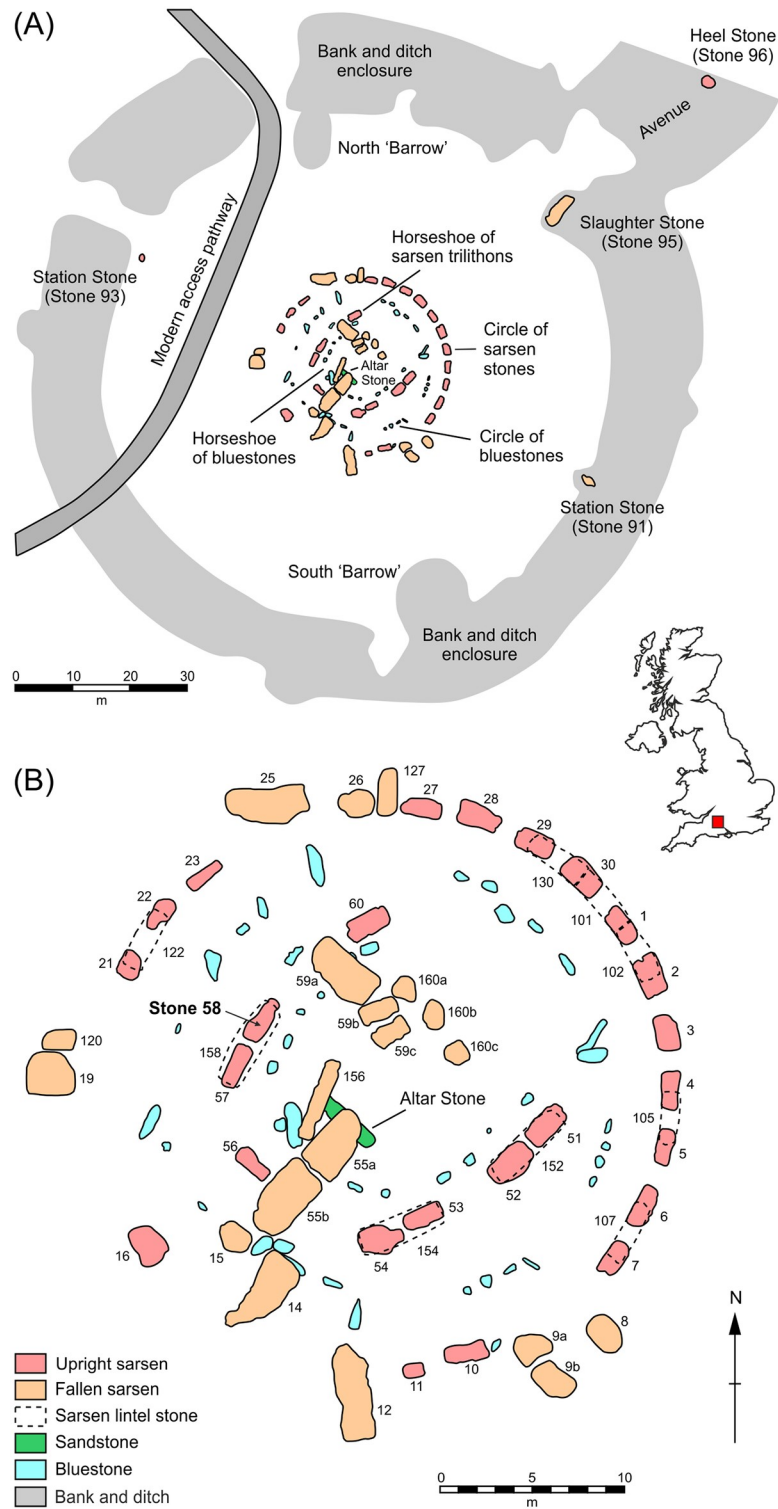 (A)
Heel Stone
(Stone 96)
Bank and ditch
enclosure
Avenue
North ‘Barrow’
Slaughter Stone
(Stone 95)
Horseshoe of
sarsen trilithons
Station Stone
(Stone 93)
Modern access pathway
Circle of
sarsen
stones
Altar
Stone
Horseshoe
of bluestones
Circle of
bluestones
Station Stone
(Stone 91)
South ‘Barrow’
Bank and ditch
enclosure
0 10 20 30
m
(B)
25
26
127
27
28
29
30
130
101
1
102
2
23
22
122
21
60
59a
160a
59b
160b
59c
160c
Stone 58
158
57
3
120
19
156
Altar Stone
4
105
5
56
55a
51
152
52
55b
53
154
54
107
6
7
16
15
14
8
9a
9b
10
11
12
N
Upright sarsen
Fallen sarsen
Sarsen lintel stone
Sandstone
Bluestone
Bank and ditch
0 5 10
m